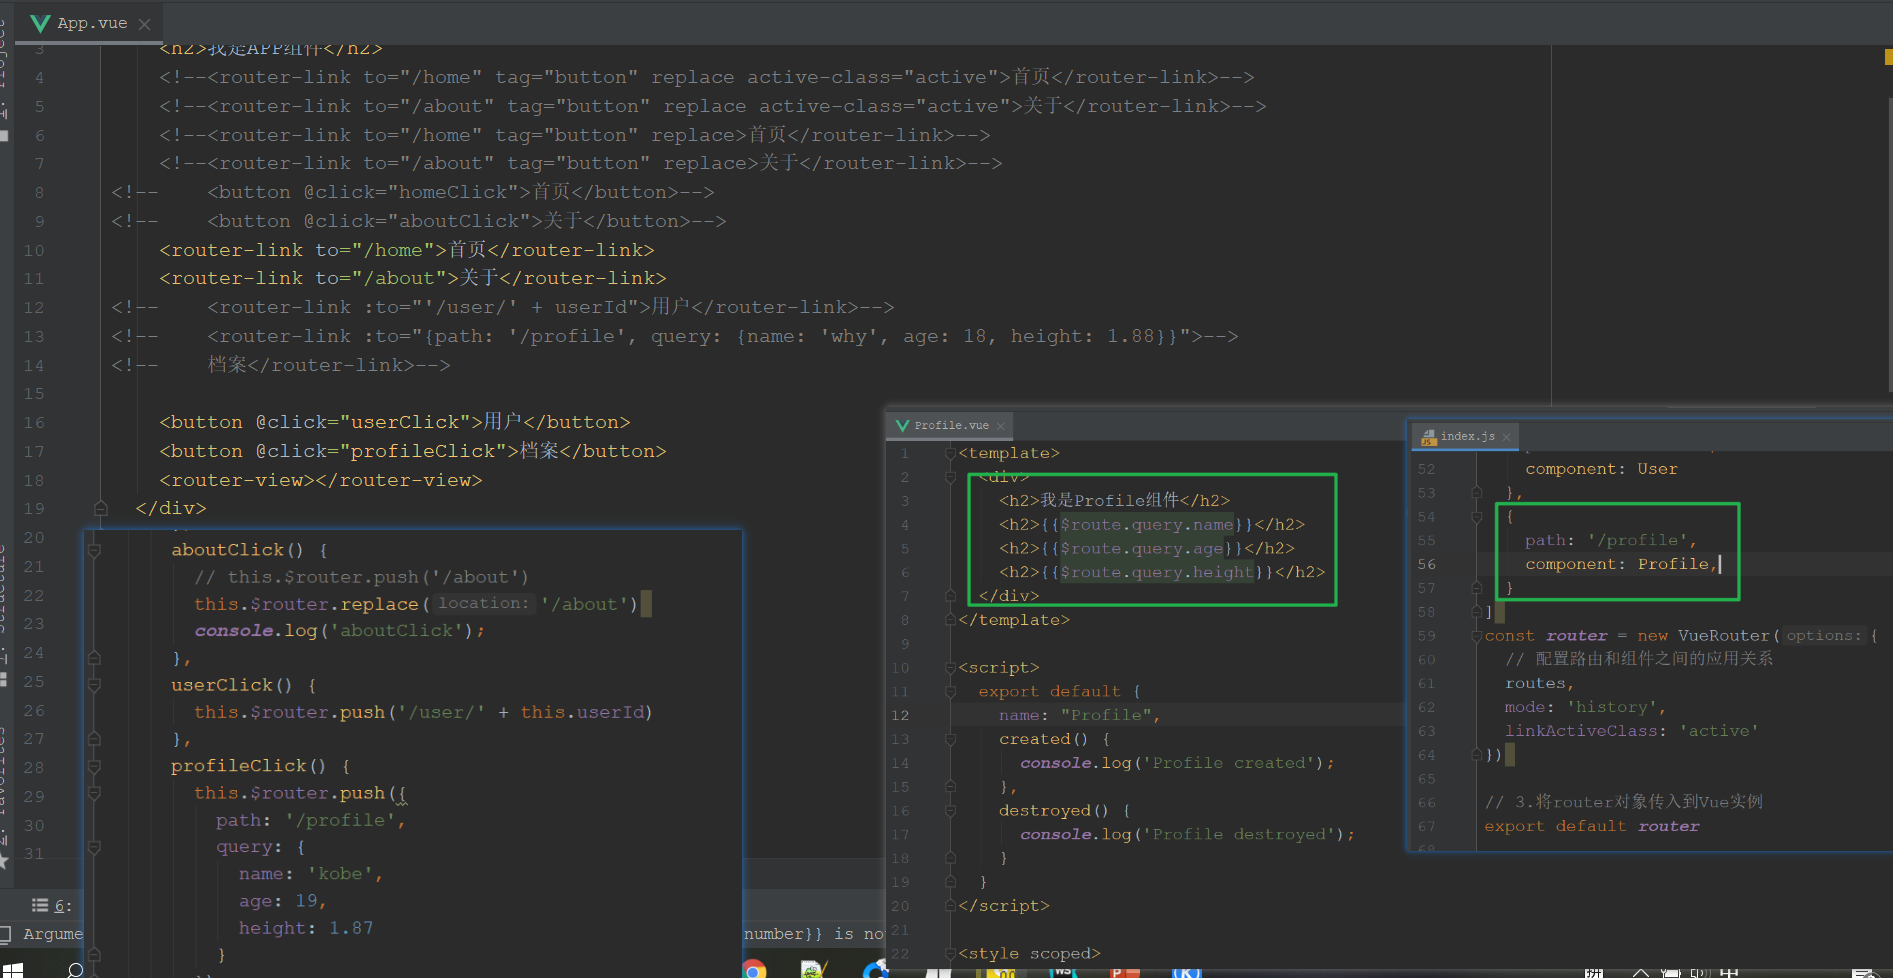 App.vue
3 <h2>我是APP组件</h2>
4 <!--<router-link to="/home" tag="button" replace active-class="active">首页</router-link>-->
5 <!--<router-link to="/about" tag="button" replace active-class="active">关于</router-link>-->
6 <!--<router-link to="/home" tag="button" replace>首页</router-link>-->
7 <!--<router-link to="/about" tag="button" replace>关于</router-link>-->
8 <!-- <button @click="homeClick">首页</button>-->
9 <!-- <button @click="aboutClick">关于</button>-->
10 <router-link to="/home">首页</router-link>
11 <router-link to="/about">关于</router-link>
12 <!-- <router-link :to="'/user/' + userId">用户</router-link>-->
13 <!-- <router-link :to="{path: '/profile', query: {name: 'why', age: 18, height: 1.88}}">-->
14 <!-- 档案</router-link>-->
15
16 <button @click="userClick">用户</button>
17 <button @click="profileClick">档案</button>
18 <router-view></router-view>
19 </div>
20
21
22
23
24
25
26
27
28
29
30
31
aboutClick() {
// this.$router.push('/about')
this.$router.replace( location: '/about')
console.log('aboutClick');
},
userClick() {
this.$router.push('/user/' + this.userId)
},
profileClick() {
this.$router.push({
path: '/profile',
query: {
name: 'kobe',
age: 19,
height: 1.87
}
Profile.vue
1 <template>
2 <div>
3 <h2>我是Profile组件</h2>
4 <h2>{{$route.query.name}}</h2>
5 <h2>{{$route.query.age}}</h2>
6 <h2>{{$route.query.height}}</h2>
7 </div>
8 </template>
9
10 <script>
11 export default {
12 name: "Profile",
13 created() {
14 console.log('Profile created');
15 },
16 destroyed() {
17 console.log('Profile destroyed');
18 }
19 }
20 </script>
21
22 <style scoped>
index.js
52 component: User
53 },
54 {
55 path: '/profile',
56 component: Profile,
57 }
58 ]
59 const router = new VueRouter( options: {
60 // 配置路由和组件之间的应用关系
61 routes,
62 mode: 'history',
63 linkActiveClass: 'active'
64 })
65
66 // 3.将router对象传入到Vue实例
67 export default router
68
6:
Argume
number}} is no